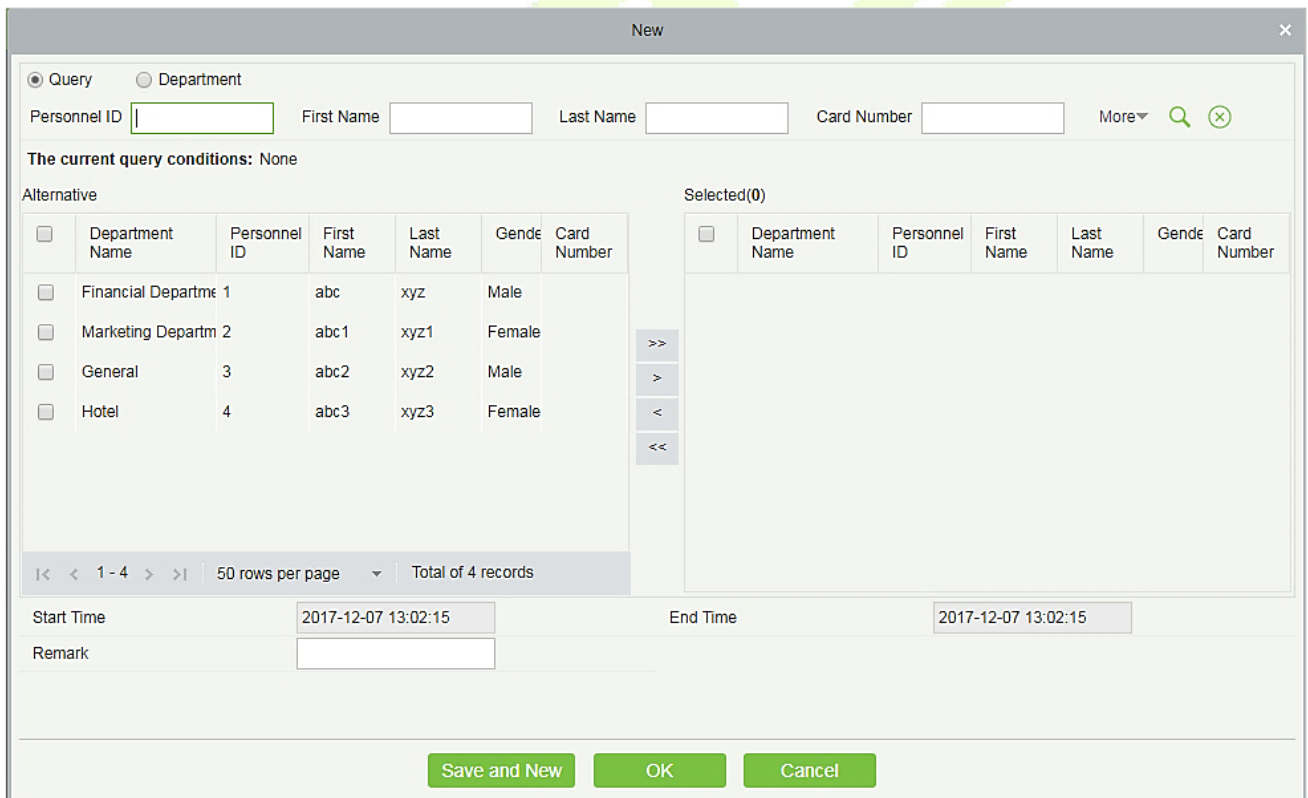 New ×
Query Department
Personnel ID First Name Last Name Card Number More
The current query conditions: None
Alternative Selected(0)
Department Name Personnel ID First Name Last Name Gende Card Number Department Name Personnel ID First Name Last Name Gende Card Number
Financial Departme 1 abc xyz Male
Marketing Departm 2 abc1 xyz1 Female
General 3 abc2 xyz2 Male
Hotel 4 abc3 xyz3 Female
>>
>
<
<<
1 - 4 50 rows per page Total of 4 records
Start Time 2017-12-07 13:02:15 End Time 2017-12-07 13:02:15
Remark
Save and New OK Cancel